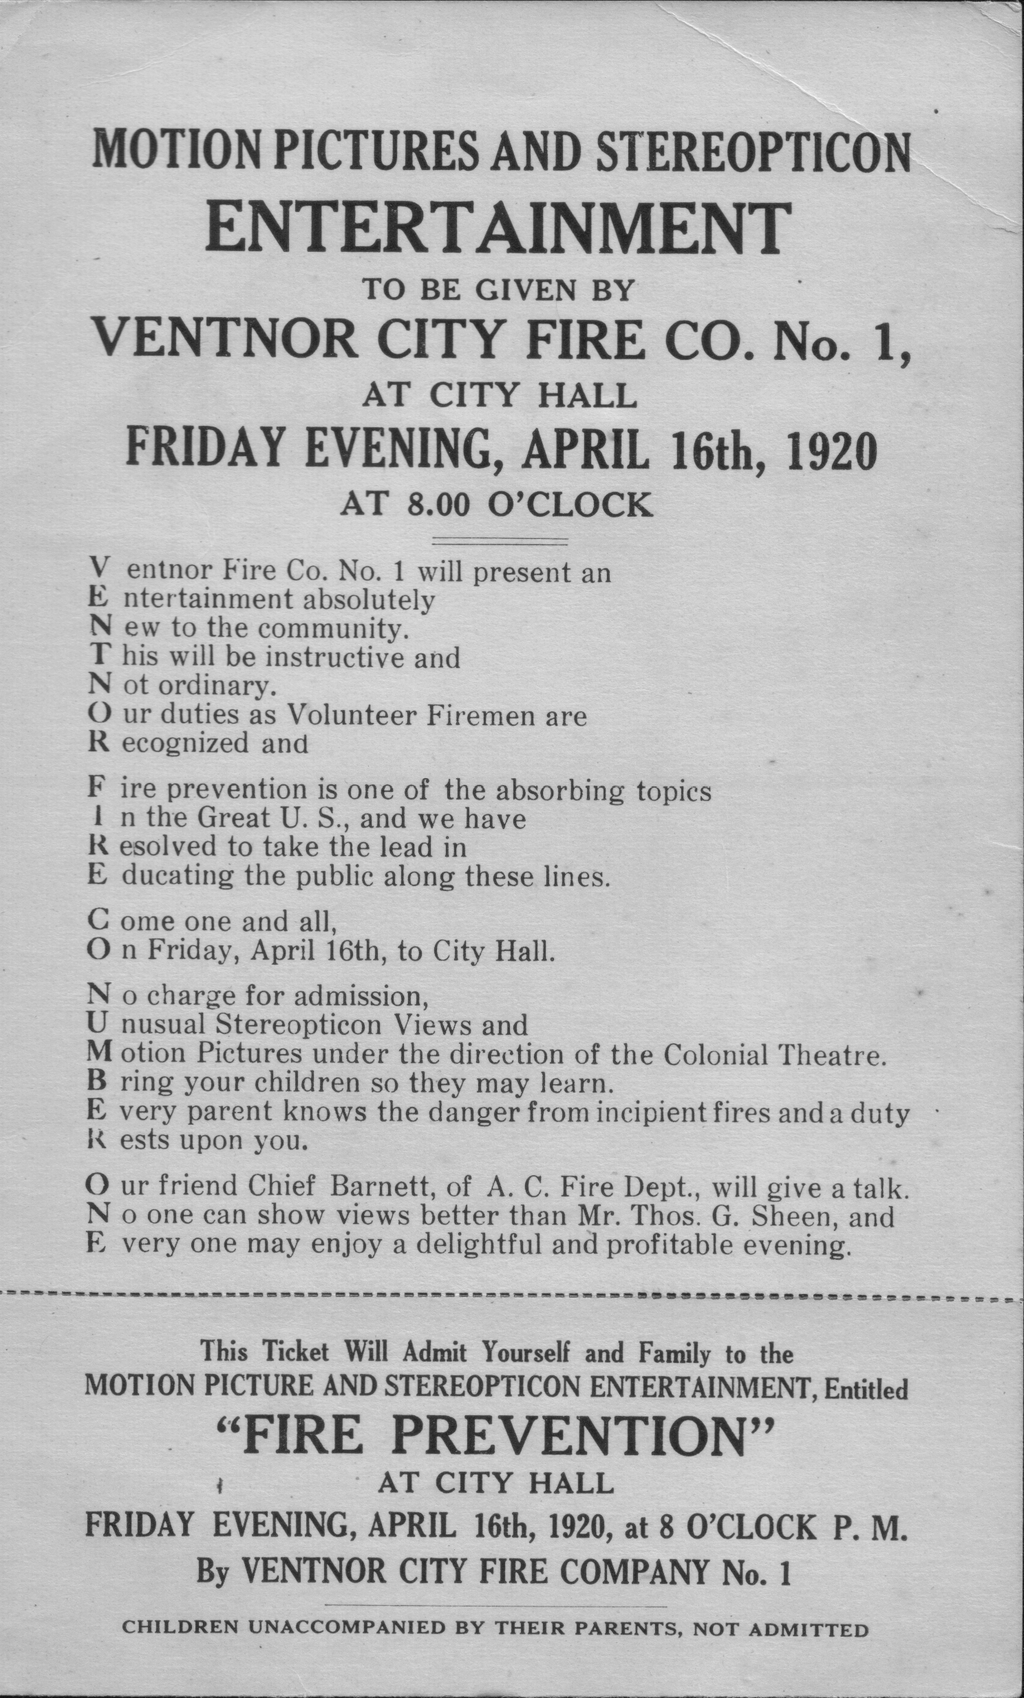 MOTION PICTURES AND STEREOPTICON
ENTERTAINMENT
TO BE GIVEN BY
VENTNOR CITY FIRE CO. No. 1,
AT CITY HALL
FRIDAY EVENING, APRIL 16th, 1920
AT 8.00 O'CLOCK
V entnor Fire Co. No. 1 will present an
E ntertainment absolutely
N ew to the community.
T his will be instructive and
N ot ordinary.
O ur duties as Volunteer Firemen are
R ecognized and
F ire prevention is one of the absorbing topics
I n the Great U. S., and we have
R esolved to take the lead in
E ducating the public along these lines.
C ome one and all,
O n Friday, April 16th, to City Hall.
N o charge for admission,
U nusual Stereopticon Views and
M otion Pictures under the direction of the Colonial Theatre.
B ring your children so they may learn.
E very parent knows the danger from incipient fires and a duty
R ests upon you.
O ur friend Chief Barnett, of A. C. Fire Dept., will give a talk.
N o one can show views better than Mr. Thos. G. Sheen, and
E very one may enjoy a delightful and profitable evening.
This Ticket Will Admit Yourself and Family to the
MOTION PICTURE AND STEREOPTICON ENTERTAINMENT, Entitled
"FIRE PREVENTION"
AT CITY HALL
FRIDAY EVENING, APRIL 16th, 1920, at 8 O'CLOCK P. M.
By VENTNOR CITY FIRE COMPANY No. 1
CHILDREN UNACCOMPANIED BY THEIR PARENTS, NOT ADMITTED